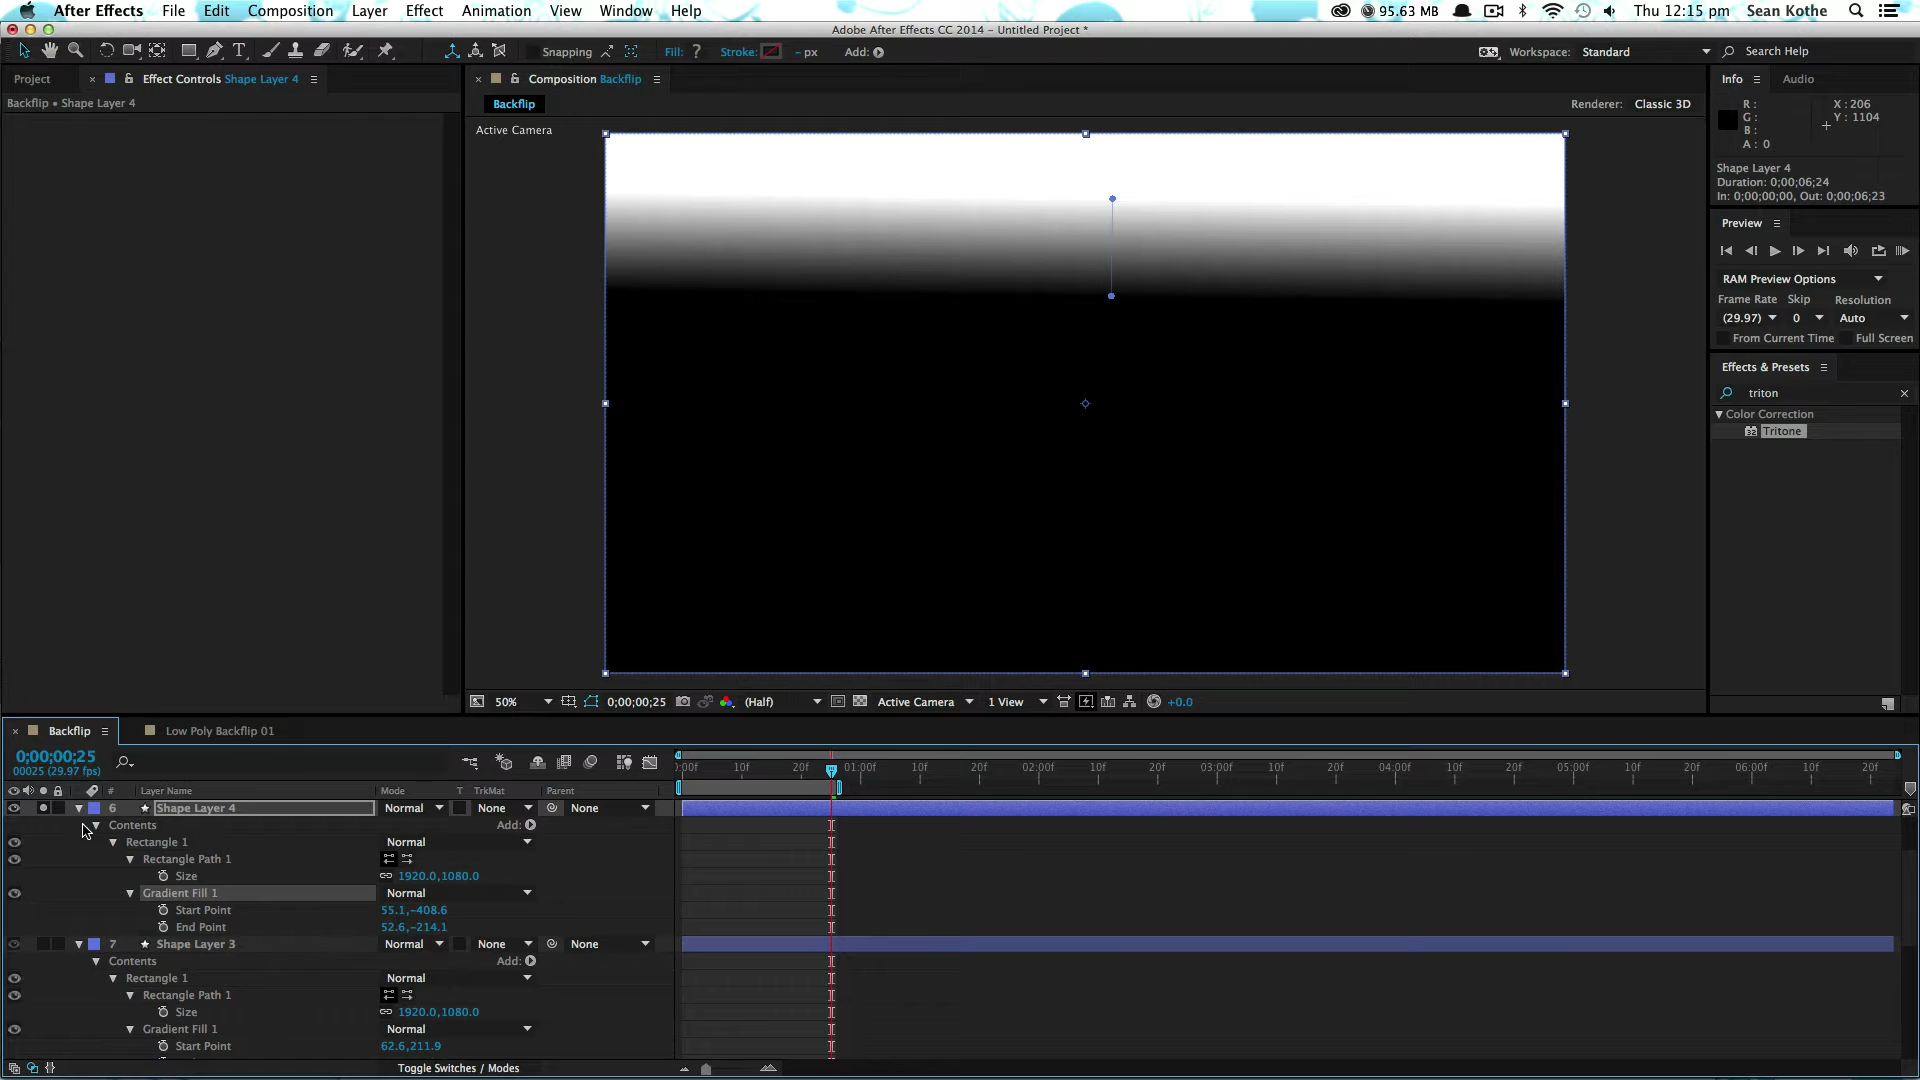 After Effects File Edit Composition Layer Effect Animation View Window Help 95.63 MB Thu 12:15 pm Sean Kothe
Adobe After Effects CC 2014 – Untitled Project *
T Snapping Fill: ? Stroke: – px Add: Workspace: Standard Search Help
Project × Effect Controls Shape Layer 4 × Composition Backflip Info Audio
Backflip • Shape Layer 4
Backflip Renderer: Classic 3D
Active Camera
R: X : 206
G: Y : 1104
B:
A: 0
Shape Layer 4
Duration: 0;00;06;24
In: 0;00;00;00, Out: 0;00;06;23
Preview
RAM Preview Options
Frame Rate Skip Resolution
(29.97) 0 Auto
From Current Time Full Screen
Effects & Presets
triton ×
Color Correction
32 Tritone
50% 0;00;00;25 (Half) Active Camera 1 View +0.0
× Backflip Low Poly Backflip 01
0;00;00;25
00025 (29.97 fps)
:00f 10f 20f 01:00f 10f 20f 02:00f 10f 20f 03:00f 10f 20f 04:00f 10f 20f 05:00f 10f 20f 06:00f 10f 20f
# Layer Name Mode T TrkMat Parent
6 Shape Layer 4 Normal None None
Contents Add:
Rectangle 1 Normal
Rectangle Path 1
Size 1920.0,1080.0
Gradient Fill 1 Normal
Start Point 55.1,-408.6
End Point 52.6,-214.1
7 Shape Layer 3 Normal None None
Contents Add:
Rectangle 1 Normal
Rectangle Path 1
Size 1920.0,1080.0
Gradient Fill 1 Normal
Start Point 62.6,211.9
Toggle Switches / Modes